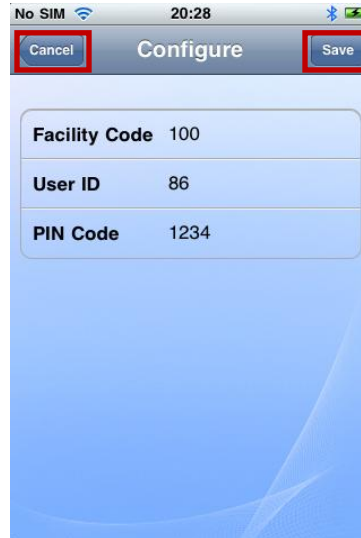 No SIM 20:28
Cancel Configure Save
Facility Code 100
User ID 86
PIN Code 1234